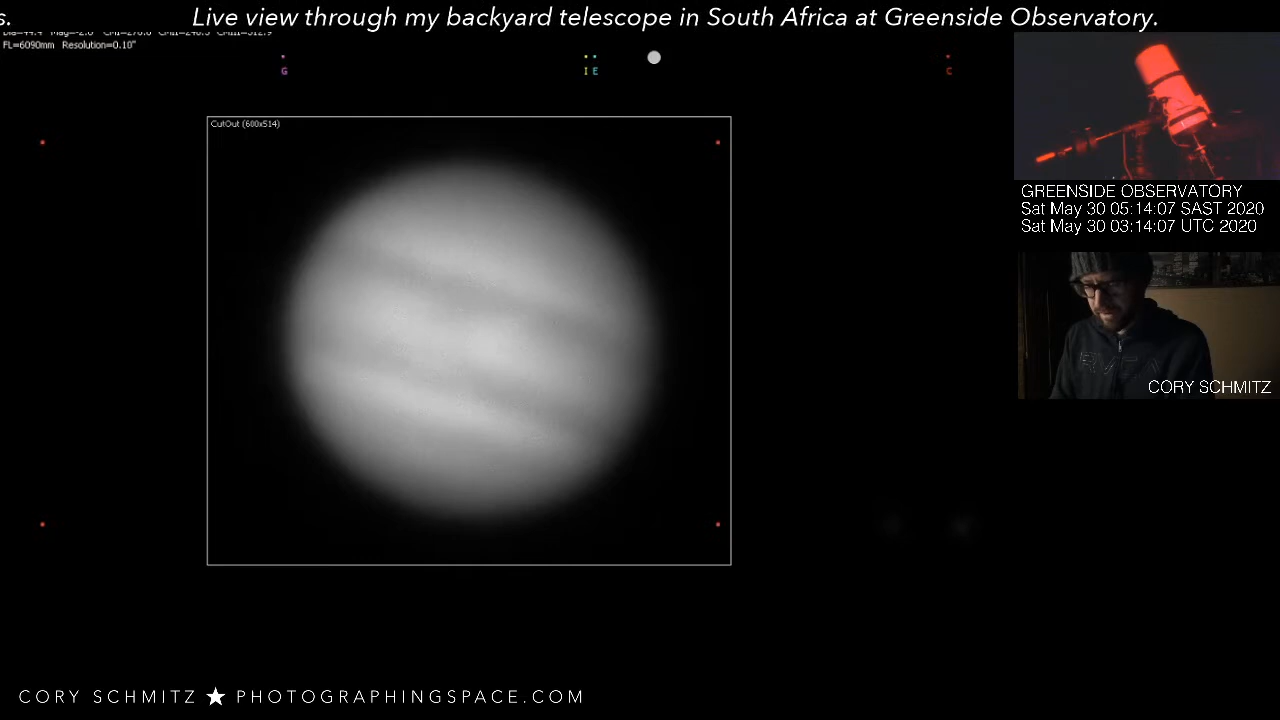 s. Live view through my backyard telescope in South Africa at Greenside Observatory.
FL=6090mm Resolution=0.10"
G I E C
CutOut (600x514)
GREENSIDE OBSERVATORY
Sat May 30 05:14:07 SAST 2020
Sat May 30 03:14:07 UTC 2020
RVCA
CORY SCHMITZ
CORY SCHMITZ ★ PHOTOGRAPHINGSPACE.COM